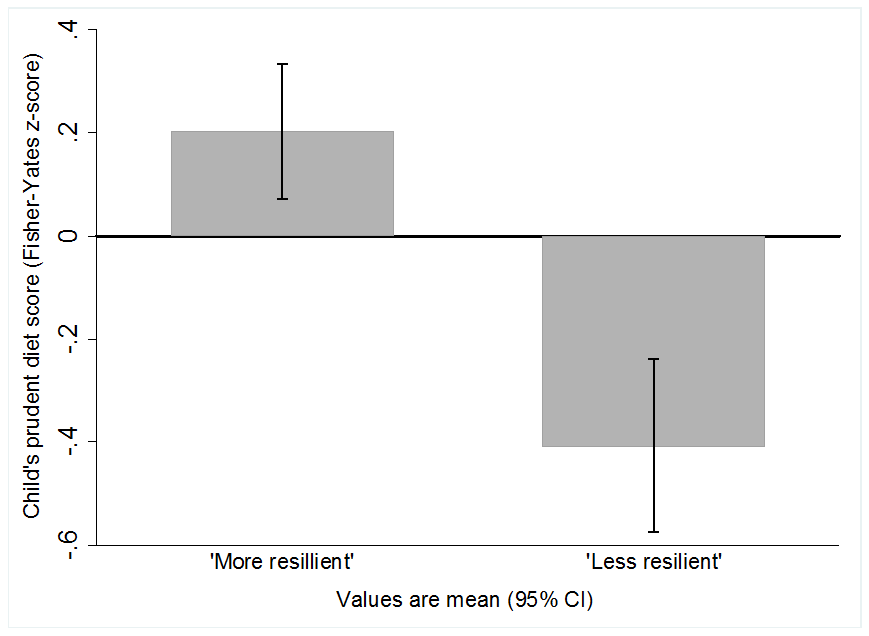 Child's prudent diet score (Fisher-Yates z-score)
.4
.2
0
-.2
-.4
-.6
'More resillient' 'Less resilient'
Values are mean (95% CI)